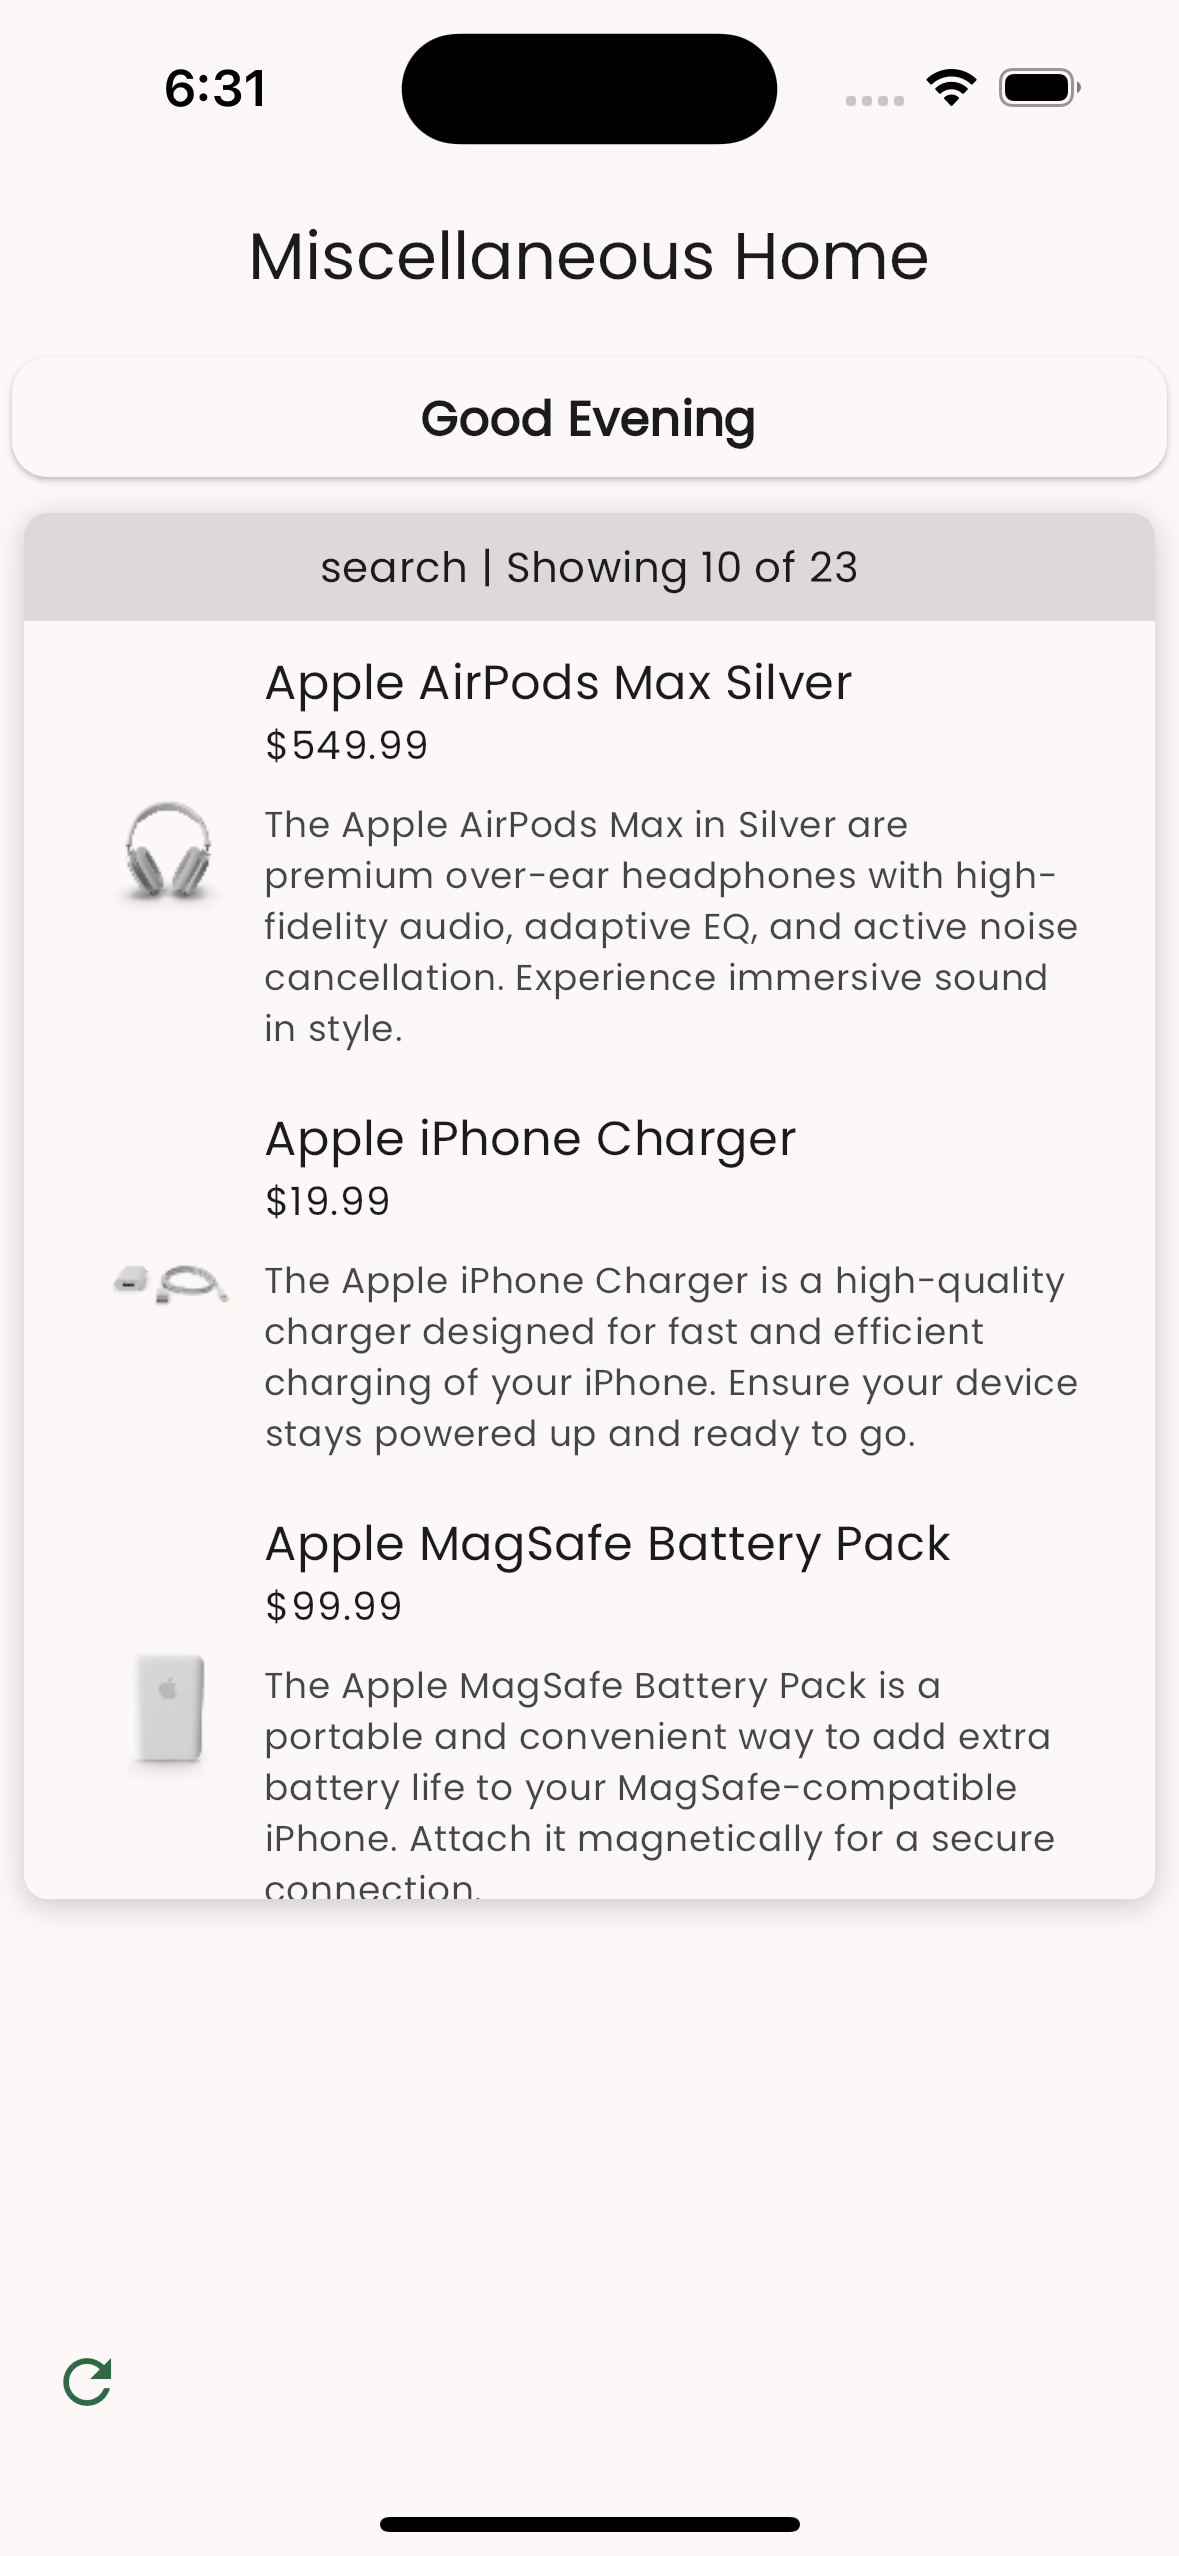 6:31
Miscellaneous Home
Good Evening
search | Showing 10 of 23
Apple AirPods Max Silver
$549.99
The Apple AirPods Max in Silver are
premium over-ear headphones with high-
fidelity audio, adaptive EQ, and active noise
cancellation. Experience immersive sound
in style.
Apple iPhone Charger
$19.99
The Apple iPhone Charger is a high-quality
charger designed for fast and efficient
charging of your iPhone. Ensure your device
stays powered up and ready to go.
Apple MagSafe Battery Pack
$99.99
The Apple MagSafe Battery Pack is a
portable and convenient way to add extra
battery life to your MagSafe-compatible
iPhone. Attach it magnetically for a secure
connection.